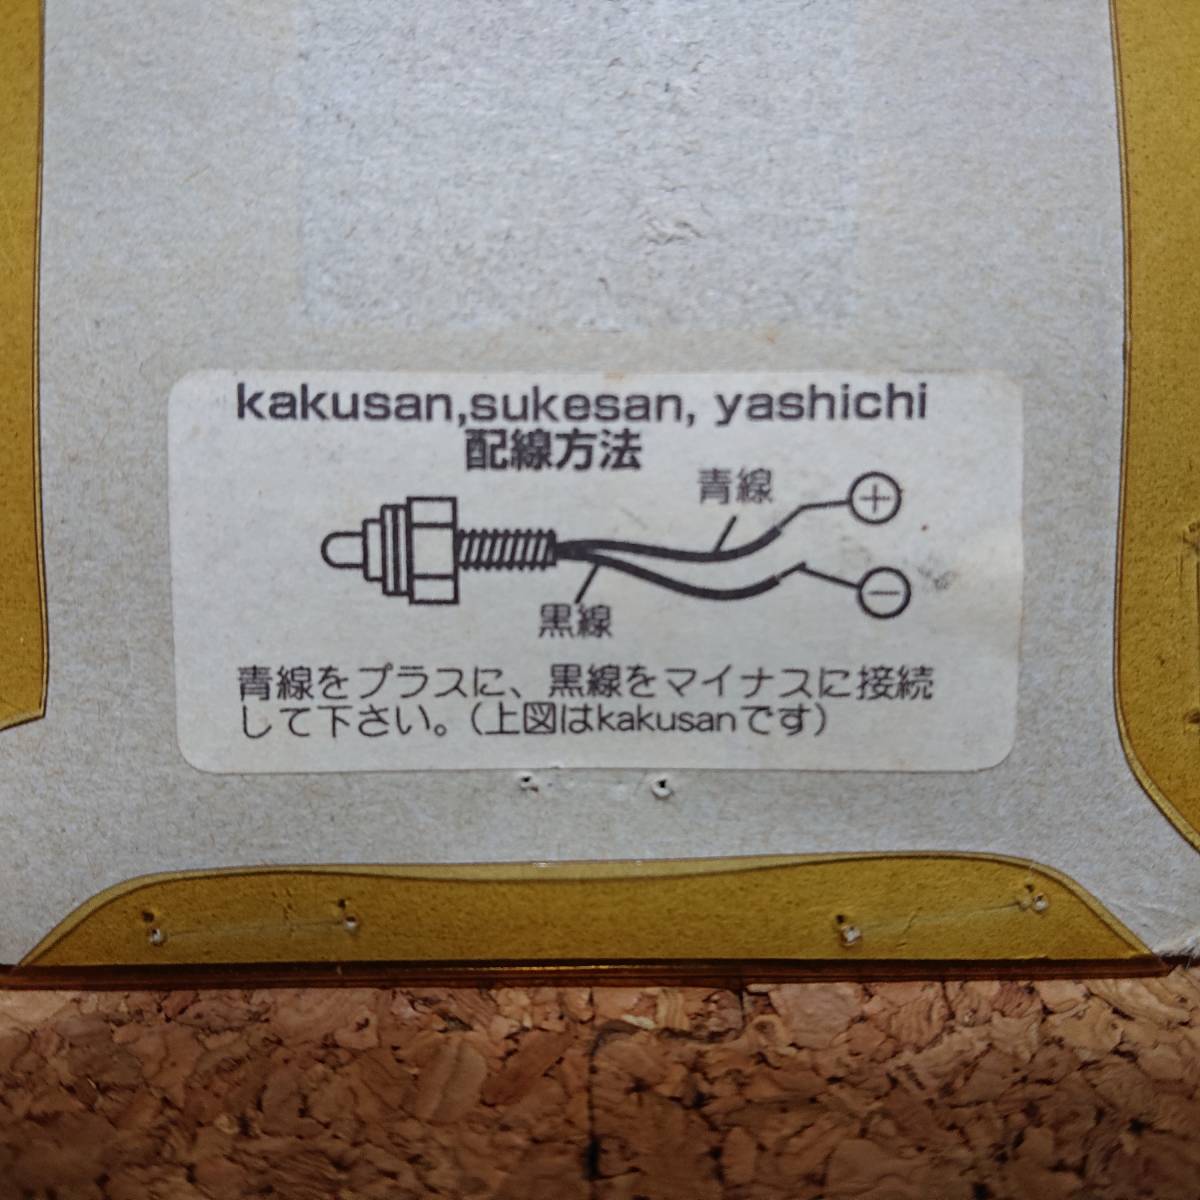 kakusan,sukesan, yashichi
配線方法
青線
+
−
黒線
青線をプラスに、黒線をマイナスに接続
して下さい。（上図はkakusanです）